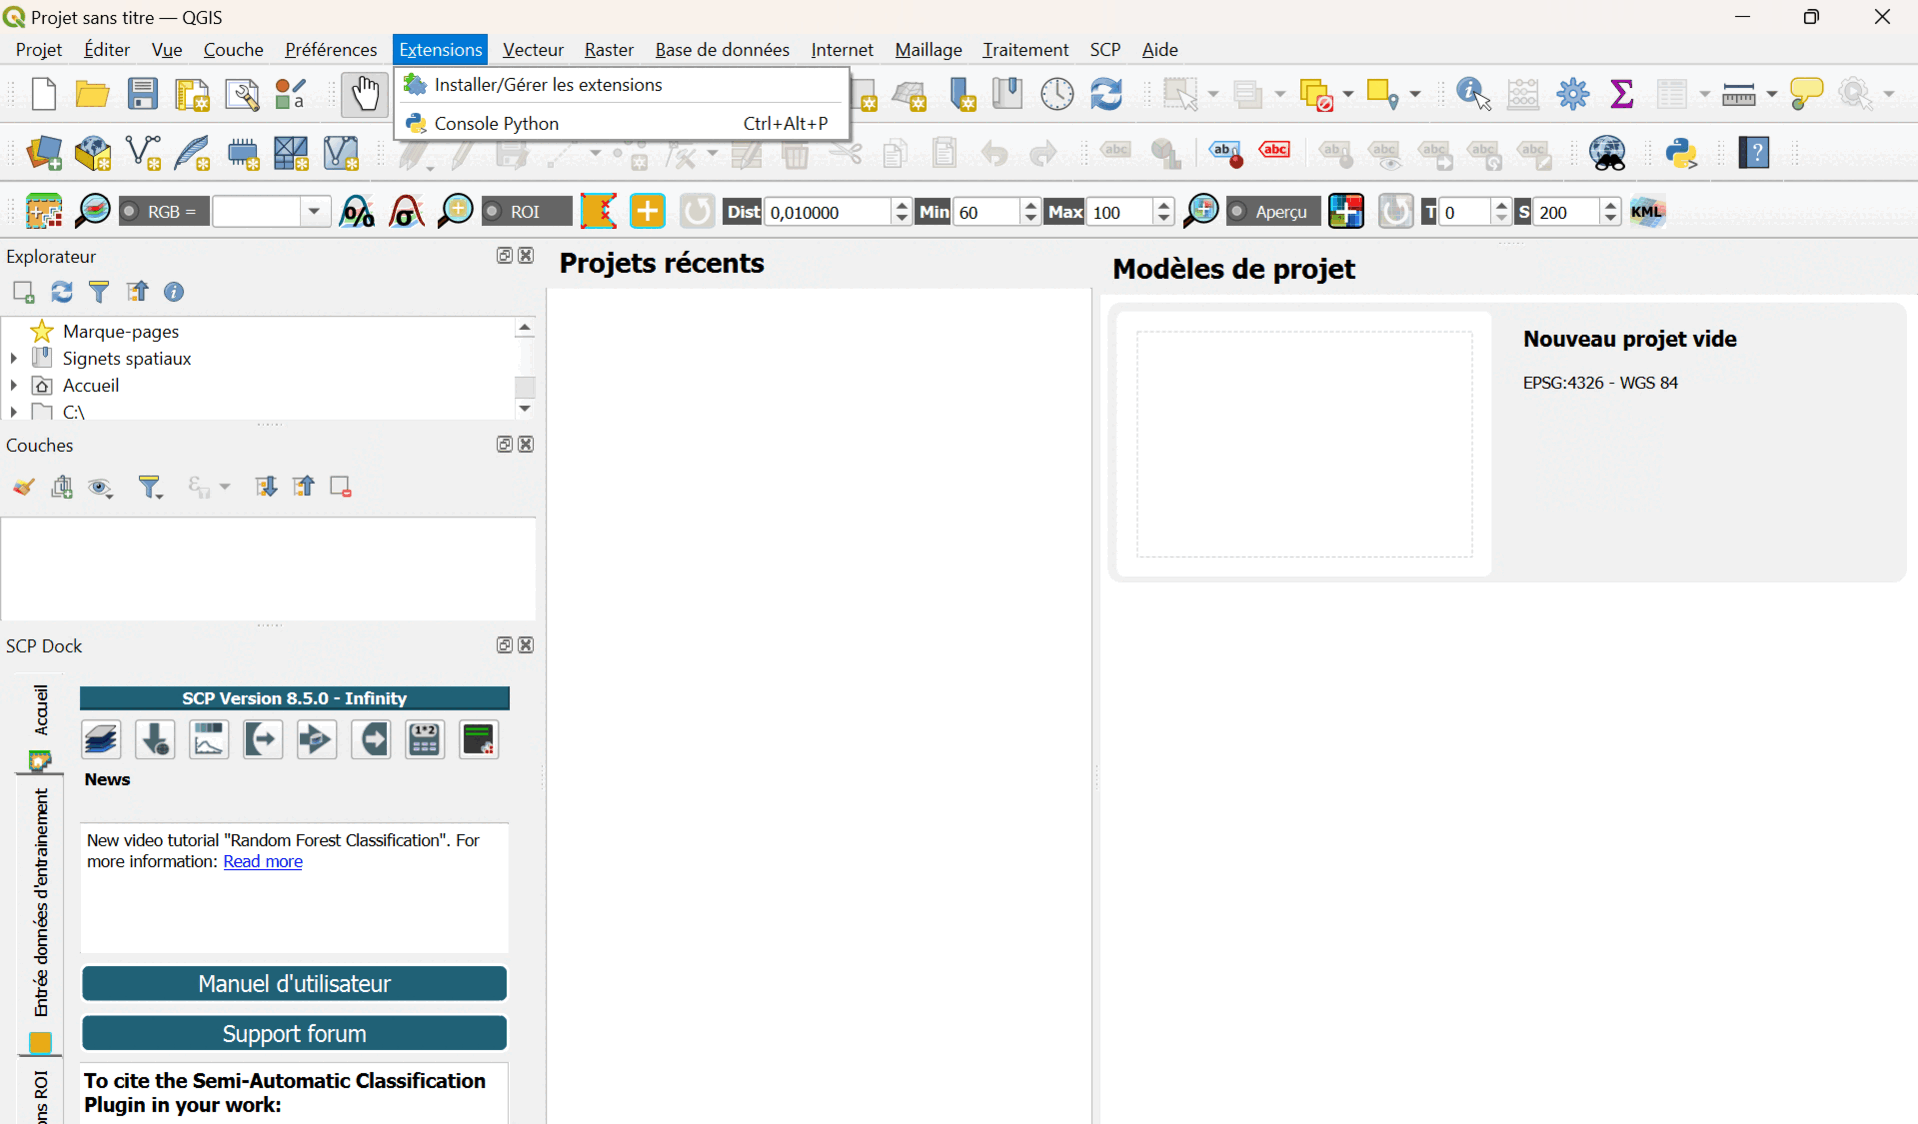 Projet sans titre — QGIS
Projet Éditer Vue Couche Préférences Extensions Vecteur Raster Base de données Internet Maillage Traitement SCP Aide
Installer/Gérer les extensions
Console Python Ctrl+Alt+P
RGB = ROI Dist 0,010000 Min 60 Max 100 Aperçu T 0 S 200 KML
Explorateur
Marque-pages
Signets spatiaux
Accueil
C:\
Couches
SCP Dock
Accueil
Entrée données d'entrainement
ons ROI
SCP Version 8.5.0 - Infinity
News
New video tutorial "Random Forest Classification". For
more information: Read more
Manuel d'utilisateur
Support forum
To cite the Semi-Automatic Classification
Plugin in your work:
Projets récents
Modèles de projet
Nouveau projet vide
EPSG:4326 - WGS 84